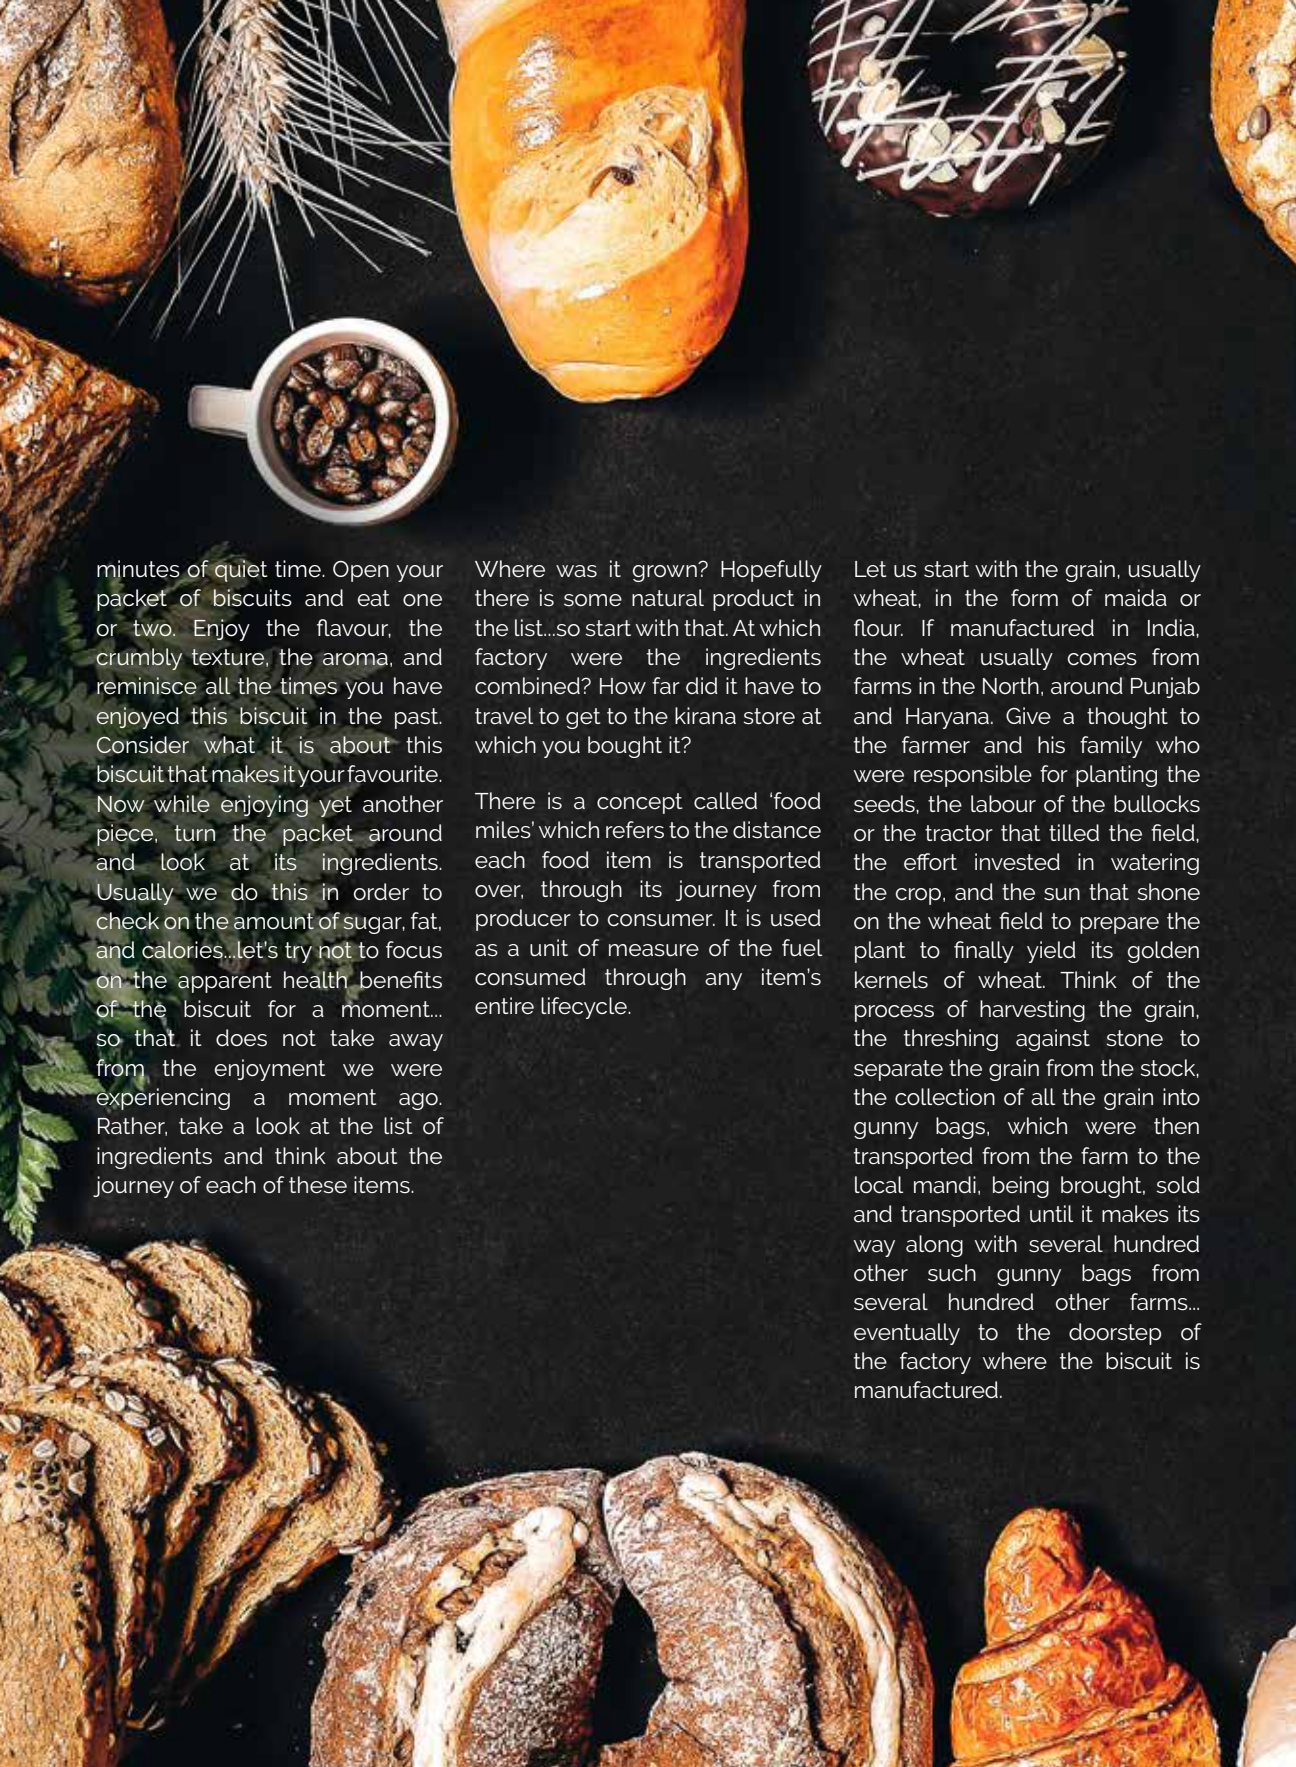 minutes of quiet time. Open your
packet of biscuits and eat one
or two. Enjoy the flavour, the
crumbly texture, the aroma, and
reminisce all the times you have
enjoyed this biscuit in the past.
Consider what it is about this
biscuit that makes it your favourite.
Now while enjoying yet another
piece, turn the packet around
and look at its ingredients.
Usually we do this in order to
check on the amount of sugar, fat,
and calories...let's try not to focus
on the apparent health benefits
of the biscuit for a moment...
so that it does not take away
from the enjoyment we were
experiencing a moment ago.
Rather, take a look at the list of
ingredients and think about the
journey of each of these items.
Where was it grown? Hopefully
there is some natural product in
the list...so start with that. At which
factory were the ingredients
combined? How far did it have to
travel to get to the kirana store at
which you bought it?
There is a concept called ‘food
miles’ which refers to the distance
each food item is transported
over, through its journey from
producer to consumer. It is used
as a unit of measure of the fuel
consumed through any item's
entire lifecycle.
Let us start with the grain, usually
wheat, in the form of maida or
flour. If manufactured in India,
the wheat usually comes from
farms in the North, around Punjab
and Haryana. Give a thought to
the farmer and his family who
were responsible for planting the
seeds, the labour of the bullocks
or the tractor that tilled the field,
the effort invested in watering
the crop, and the sun that shone
on the wheat field to prepare the
plant to finally yield its golden
kernels of wheat. Think of the
process of harvesting the grain,
the threshing against stone to
separate the grain from the stock,
the collection of all the grain into
gunny bags, which were then
transported from the farm to the
local mandi, being brought, sold
and transported until it makes its
way along with several hundred
other such gunny bags from
several hundred other farms...
eventually to the doorstep of
the factory where the biscuit is
manufactured.